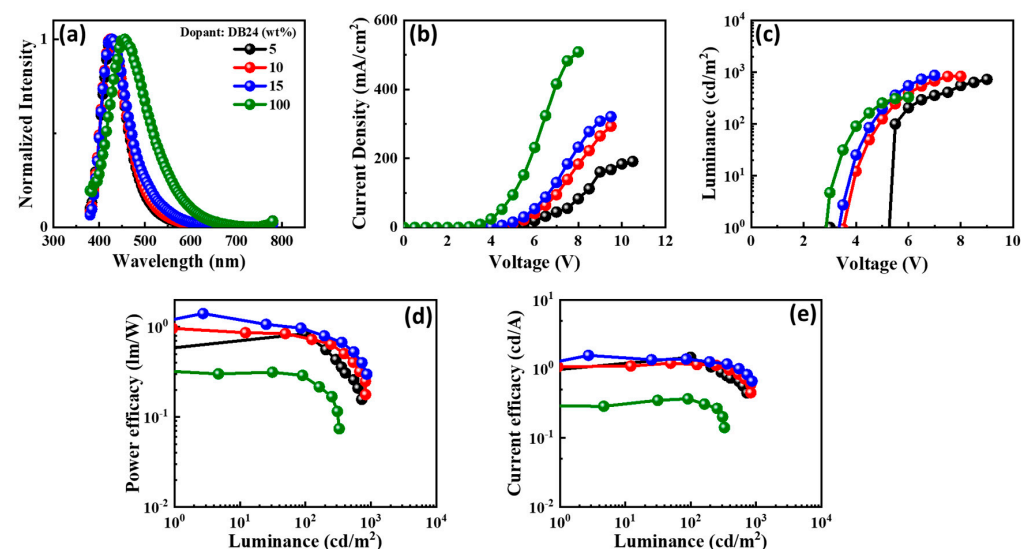 (a)
Dopant: DB24 (wt%)
5
10
15
100
Normalized Intensity
1
0
300 400 500 600 700 800
Wavelength (nm)
(b)
Current Density (mA/cm²)
600
400
200
0
0 2 4 6 8 10 12
Voltage (V)
(c)
Luminance (cd/m²)
10⁴
10³
10²
10¹
10⁰
0 2 4 6 8 10
Voltage (V)
(d)
Power efficacy (lm/W)
10⁰
10⁻¹
10⁻²
10⁰ 10¹ 10² 10³ 10⁴
Luminance (cd/m²)
(e)
Current efficacy (cd/A)
10¹
10⁰
10⁻¹
10⁻²
10⁰ 10¹ 10² 10³ 10⁴
Luminance (cd/m²)